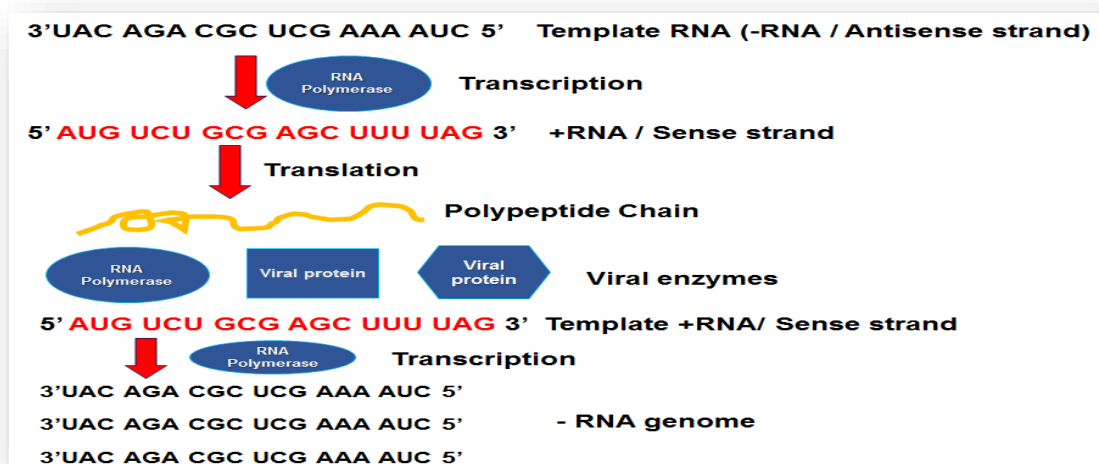 3’UAC AGA CGC UCG AAA AUC 5’ Template RNA (-RNA / Antisense strand)
RNA
Polymerase
Transcription
5’ AUG UCU GCG AGC UUU UAG 3’ +RNA / Sense strand
Translation
Polypeptide Chain
RNA
Polymerase
Viral protein
Viral
protein
Viral enzymes
5’ AUG UCU GCG AGC UUU UAG 3’ Template +RNA/ Sense strand
RNA
Polymerase
Transcription
3’UAC AGA CGC UCG AAA AUC 5’
3’UAC AGA CGC UCG AAA AUC 5’ - RNA genome
3’UAC AGA CGC UCG AAA AUC 5’